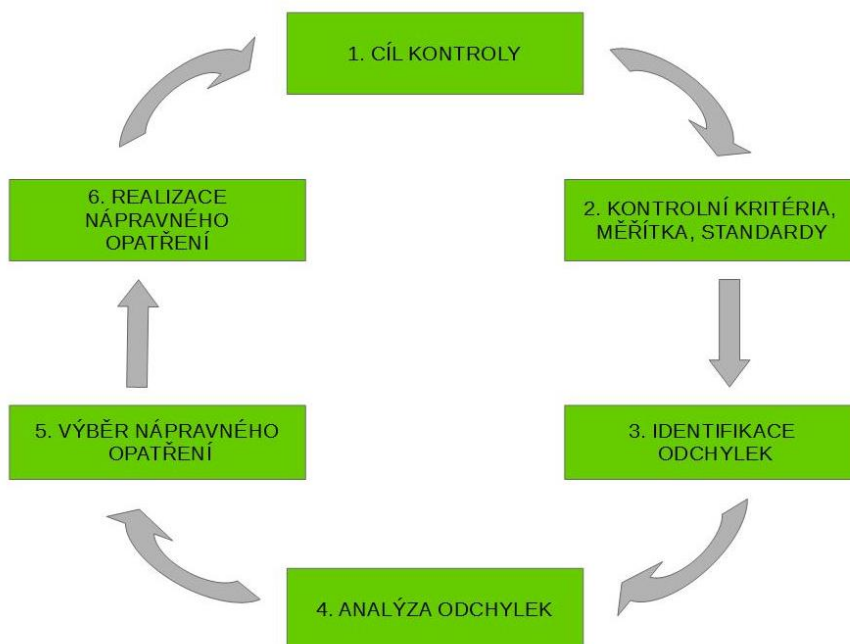 1. CÍL KONTROLY
2. KONTROLNÍ KRITÉRIA,
MĚŘÍTKA, STANDARDY
3. IDENTIFIKACE
ODCHYLEK
4. ANALÝZA ODCHYLEK
5. VÝBĚR NÁPRAVNÉHO
OPATŘENÍ
6. REALIZACE
NÁPRAVNÉHO
OPATŘENÍ